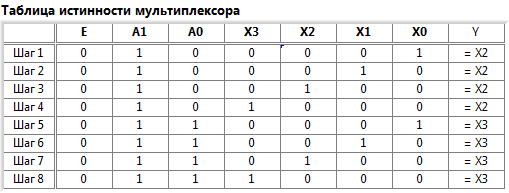 Таблица истинности мультиплексора
E A1 A0 X3 X2 X1 X0 Y
Шаг 1 0 1 0 0 0 0 1 = X2
Шаг 2 0 1 0 0 0 1 0 = X2
Шаг 3 0 1 0 0 1 0 0 = X2
Шаг 4 0 1 0 1 0 0 0 = X2
Шаг 5 0 1 1 0 0 0 1 = X3
Шаг 6 0 1 1 0 0 1 0 = X3
Шаг 7 0 1 1 0 1 0 0 = X3
Шаг 8 0 1 1 1 0 0 0 = X3